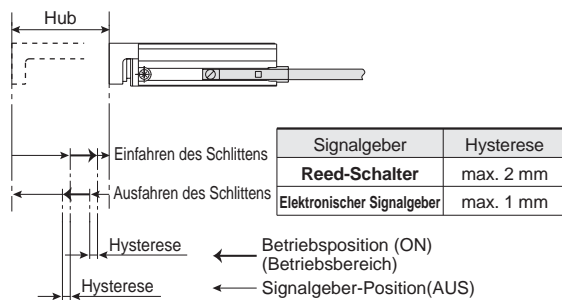 Hub
Einfahren des Schlittens
Ausfahren des Schlittens
Signalgeber Hysterese
Reed-Schalter max. 2 mm
Elektronischer Signalgeber max. 1 mm
Hysterese
Betriebsposition (ON)
(Betriebsbereich)
Hysterese
Signalgeber-Position(AUS)